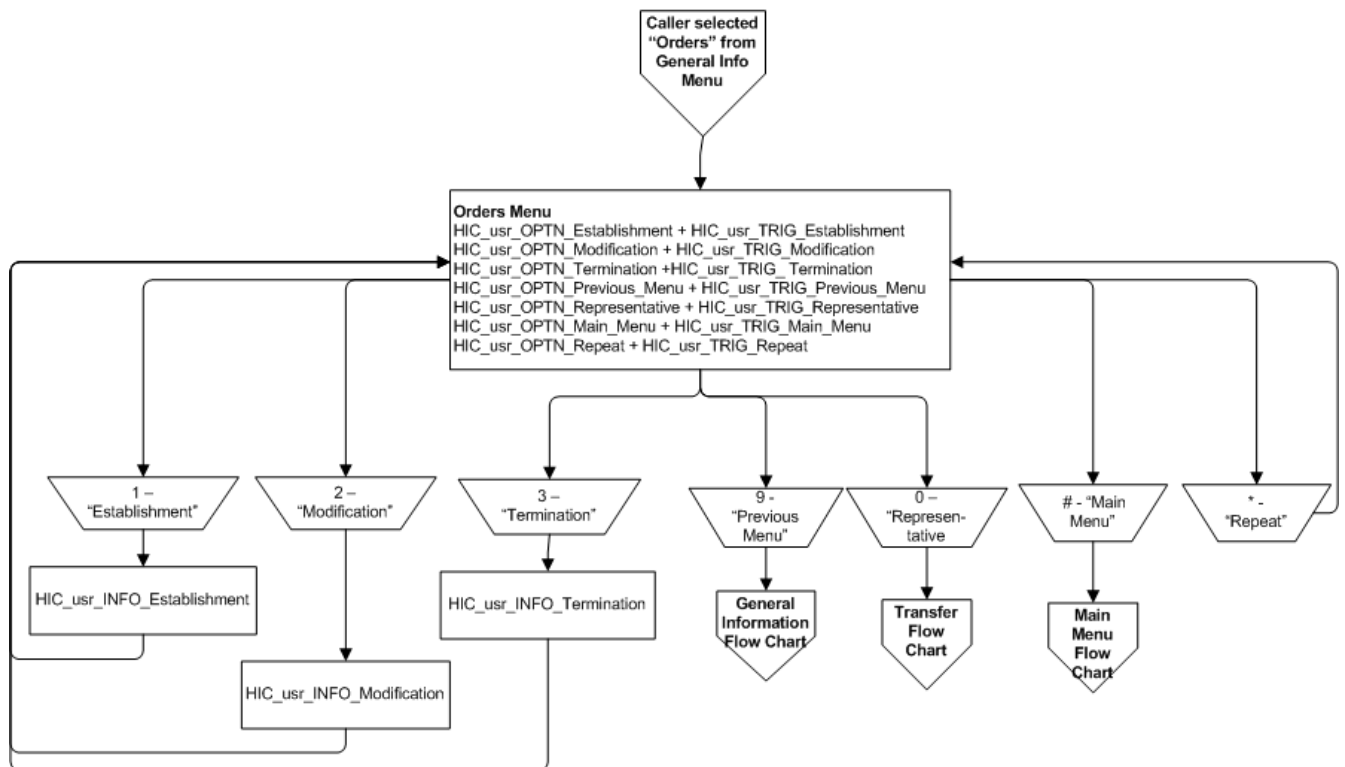 Caller selected
“Orders” from
General Info
Menu
Orders Menu
HIC_usr_OPTN_Establishment + HIC_usr_TRIG_Establishment
HIC_usr_OPTN_Modification + HIC_usr_TRIG_Modification
HIC_usr_OPTN_Termination +HIC_usr_TRIG_ Termination
HIC_usr_OPTN_Previous_Menu + HIC_usr_TRIG_Previous_Menu
HIC_usr_OPTN_Representative + HIC_usr_TRIG_Representative
HIC_usr_OPTN_Main_Menu + HIC_usr_TRIG_Main_Menu
HIC_usr_OPTN_Repeat + HIC_usr_TRIG_Repeat
1 –
“Establishment”
2 –
“Modification”
3 –
“Termination”
9 -
“Previous
Menu”
0 –
“Represen-
tative
# - “Main
Menu”
* -
“Repeat”
HIC_usr_INFO_Establishment
HIC_usr_INFO_Modification
HIC_usr_INFO_Termination
General
Information
Flow Chart
Transfer
Flow
Chart
Main
Menu
Flow
Chart